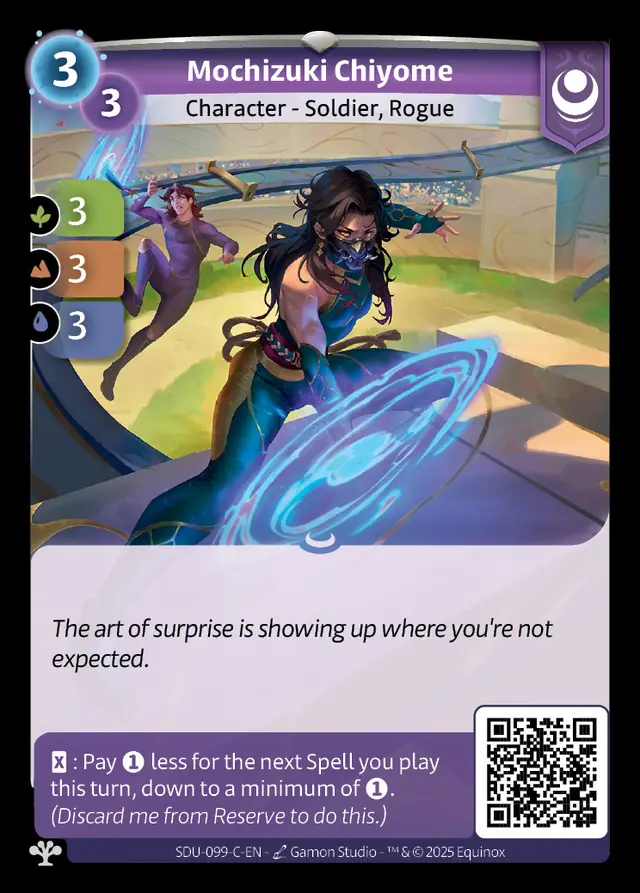 3
Mochizuki Chiyome
3
Character - Soldier, Rogue
3
3
3
The art of surprise is showing up where you're not
expected.
X : Pay 1 less for the next Spell you play
this turn, down to a minimum of 1.
(Discard me from Reserve to do this.)
SDU-099-C-EN - Gamon Studio - ™ & © 2025 Equinox